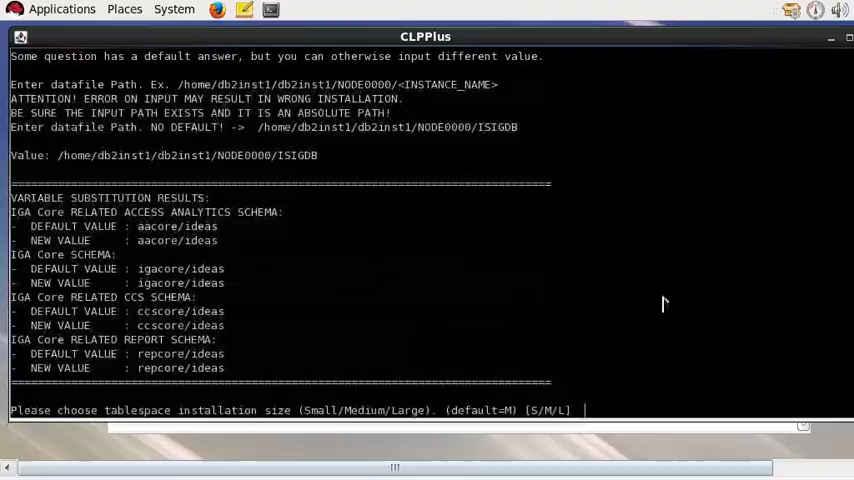 Applications Places System
CLPPlus
Some question has a default answer, but you can otherwise input different value.
Enter datafile Path. Ex. /home/db2inst1/db2inst1/NODE0000/<INSTANCE_NAME>
ATTENTION! ERROR ON INPUT MAY RESULT IN WRONG INSTALLATION.
BE SURE THE INPUT PATH EXISTS AND IT IS AN ABSOLUTE PATH!
Enter datafile Path. NO DEFAULT! -> /home/db2inst1/db2inst1/NODE0000/ISIGDB
Value: /home/db2inst1/db2inst1/NODE0000/ISIGDB
================================================================================
VARIABLE SUBSTITUTION RESULTS:
IGA Core RELATED ACCESS ANALYTICS SCHEMA:
- DEFAULT VALUE : aacore/ideas
- NEW VALUE : aacore/ideas
IGA Core SCHEMA:
- DEFAULT VALUE : igacore/ideas
- NEW VALUE : igacore/ideas
IGA Core RELATED CCS SCHEMA:
- DEFAULT VALUE : ccscore/ideas
- NEW VALUE : ccscore/ideas
IGA Core RELATED REPORT SCHEMA:
- DEFAULT VALUE : repcore/ideas
- NEW VALUE : repcore/ideas
================================================================================
Please choose tablespace installation size (Small/Medium/Large). (default=M) [S/M/L]